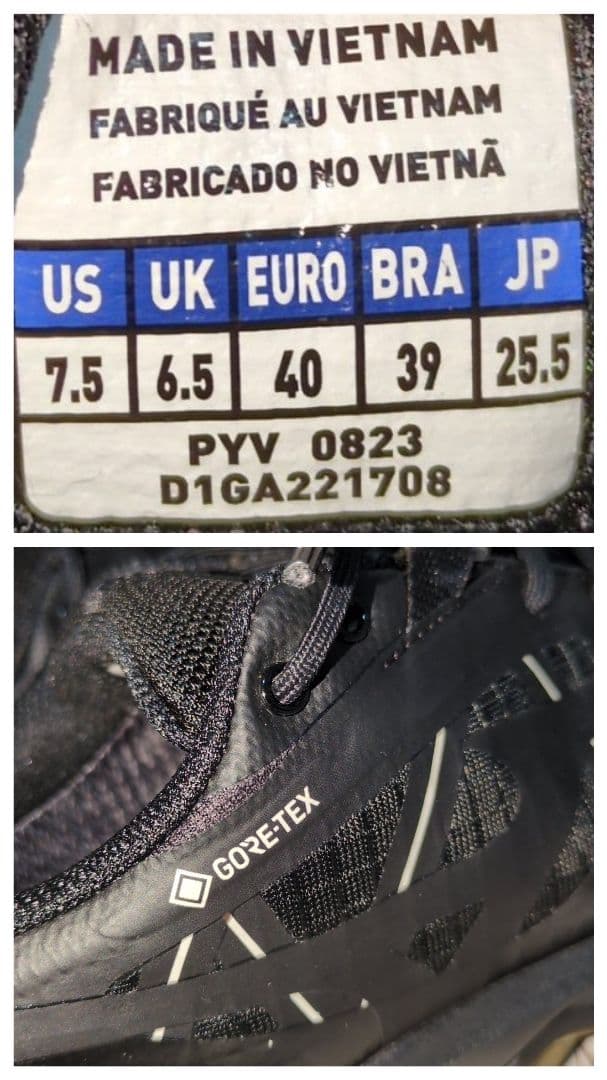 MADE IN VIETNAM
FABRIQUÉ AU VIETNAM
FABRICADO NO VIETNÃ
US UK EURO BRA JP
7.5 6.5 40 39 25.5
PYV 0823
D1GA221708
GORE-TEX